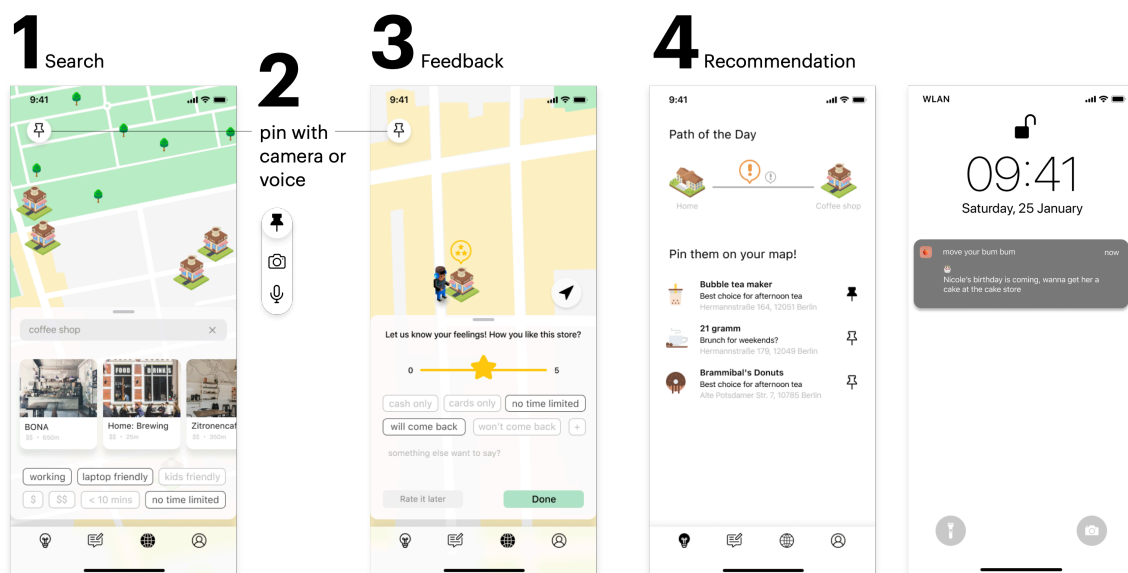 1 Search
2
pin with
camera or
voice
3 Feedback
4 Recommendation
9:41
coffee shop
FOOD DRINKS
BONA
$$ • 650m
Home: Brewing
$$ • 25m
Zitronencaf
$$ • 350m
working laptop friendly kids friendly
$ $$ < 10 mins no time limited
9:41
Let us know your feelings! How you like this store?
0 5
cash only cards only no time limited
will come back won't come back +
something else want to say?
Rate it later Done
9:41
Path of the Day
Home Coffee shop
Pin them on your map!
Bubble tea maker
Best choice for afternoon tea
Hermannstraße 164, 12051 Berlin
21 gramm
Brunch for weekends?
Hermannstraße 179, 12049 Berlin
Brammibal's Donuts
Best choice for afternoon tea
Alte Potsdamer Str. 7, 10785 Berlin
WLAN
09:41
Saturday, 25 January
move your bum bum now
Nicole's birthday is coming, wanna get her a
cake at the cake store